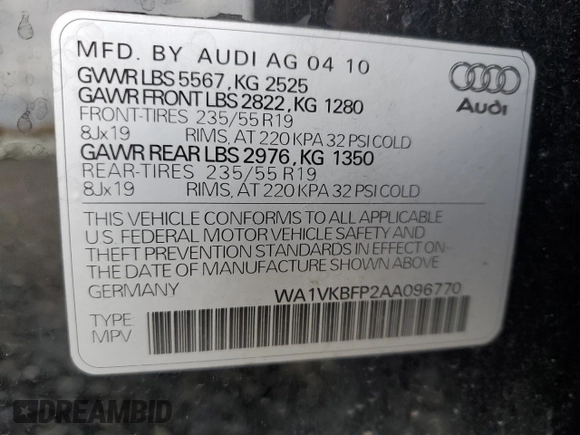 MFD. BY AUDI AG 04 10
GWWR LBS 5567, KG 2525
GAWR FRONT LBS 2822, KG 1280
FRONT-TIRES 235/55 R19
8Jx19 RIMS, AT 220 KPA 32 PSI COLD
GAWR REAR LBS 2976, KG 1350
REAR-TIRES 235/55 R19
8Jx19 RIMS, AT 220 KPA 32 PSI COLD
Audi
THIS VEHICLE CONFORMS TO ALL APPLICABLE
U.S. FEDERAL MOTOR VEHICLE SAFETY AND
THEFT PREVENTION STANDARDS IN EFFECT ON
THE DATE OF MANUFACTURE SHOWN ABOVE.
GERMANY WA1VKBFP2AA096770
TYPE:
MPV
DREAMBID